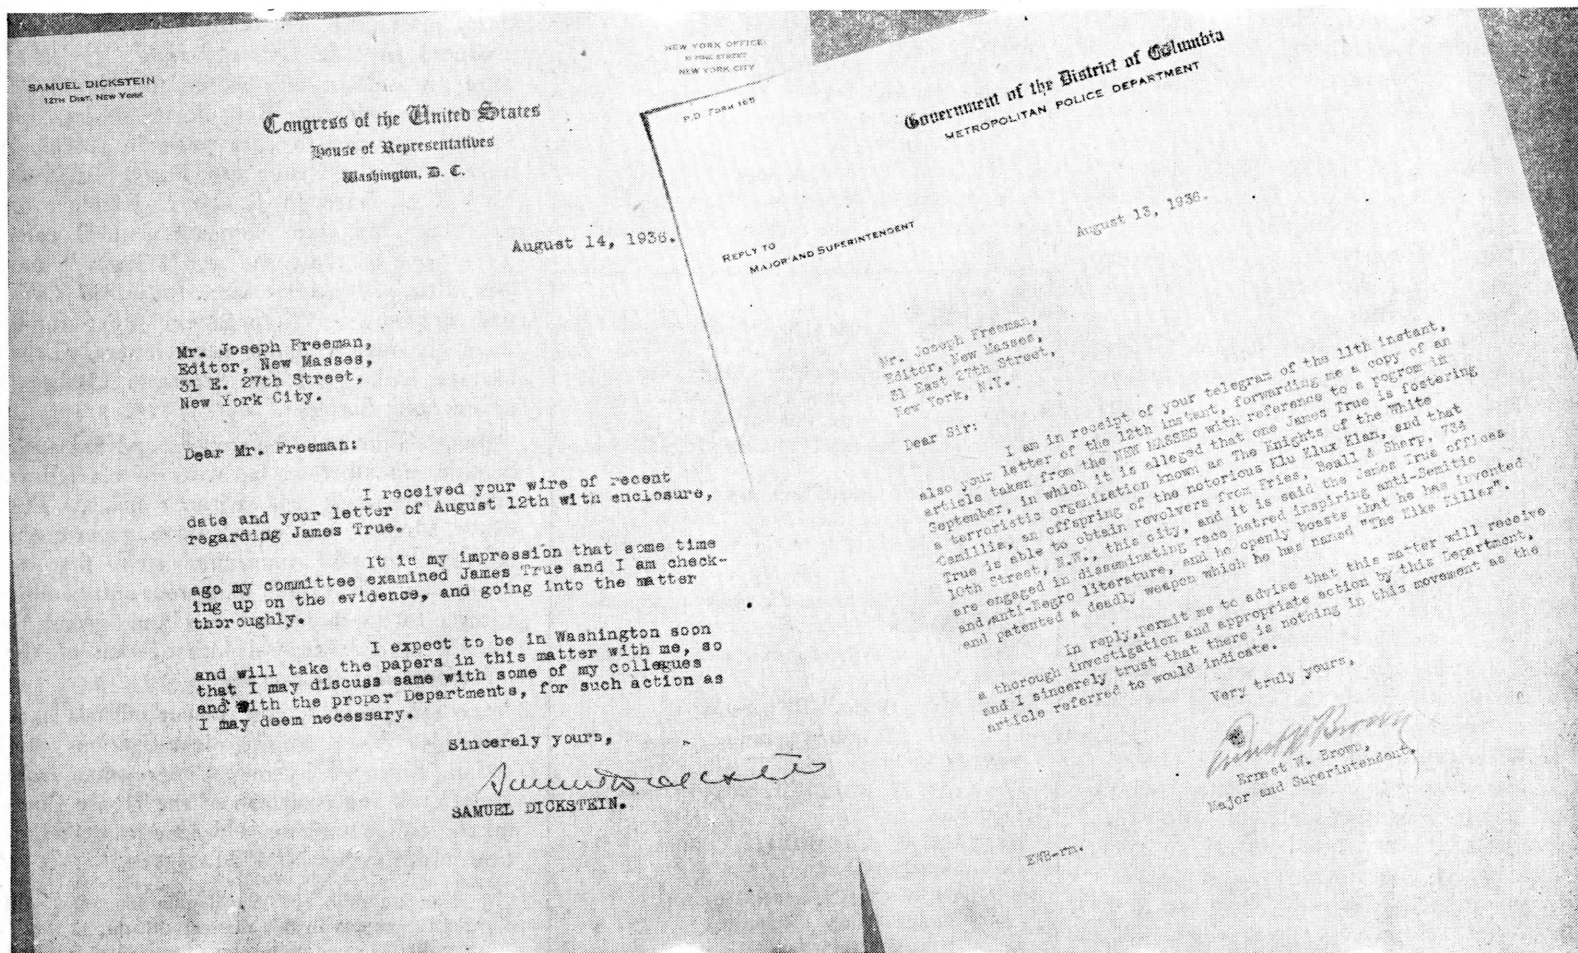 SAMUEL DICKSTEIN
12TH DIST. NEW YORK
NEW YORK OFFICE:
51 PINE STREET
NEW YORK CITY
Congress of the United States
House of Representatives
Washington, D. C.
August 14, 1936.
Mr. Joseph Freeman,
Editor, New Masses,
31 E. 27th Street,
New York City.
Dear Mr. Freeman:
I received your wire of recent
date and your letter of August 12th with enclosure,
regarding James True.
It is my impression that some time
ago my committee examined James True and I am check-
ing up on the evidence, and going into the matter
thoroughly.
I expect to be in Washington soon
and will take the papers in this matter with me, so
that I may discuss same with some of my collegues
and with the proper Departments, for such action as
I may deem necessary.
Sincerely yours,
Samuel Dickstein
SAMUEL DICKSTEIN.
P.D. FORM 169
Government of the District of Columbia
METROPOLITAN POLICE DEPARTMENT
REPLY TO
MAJOR AND SUPERINTENDENT
August 13, 1936.
Mr. Joseph Freeman,
Editor, New Masses,
31 East 27th Street,
New York, N.Y.
Dear Sir:
I am in receipt of your telegram of the 11th instant,
also your letter of the 12th instant, forwarding me a copy of an
article taken from the NEW MASSES with reference to a pogrom in
September, in which it is alleged that one James True is fostering
a terroristic organization known as The Knights of the White
Camillia, an offspring of the notorious Klu Klux Klan, and that
True is able to obtain revolvers from Fries, Beall & Sharp, 734
10th Street, N.W., this city, and it is said the James True offices
are engaged in disseminating race hatred inspiring anti-Semitic
and anti-Negro literature, and he openly boasts that he has invented
and patented a deadly weapon which he has named "The Kike Killer".
In reply, permit me to advise that this matter will receive
a thorough investigation and appropriate action by this Department,
and I sincerely trust that there is nothing in this movement as the
article referred to would indicate.
Very truly yours,
Ernest W. Brown
Ernest W. Brown,
Major and Superintendent.
EWB-rm.